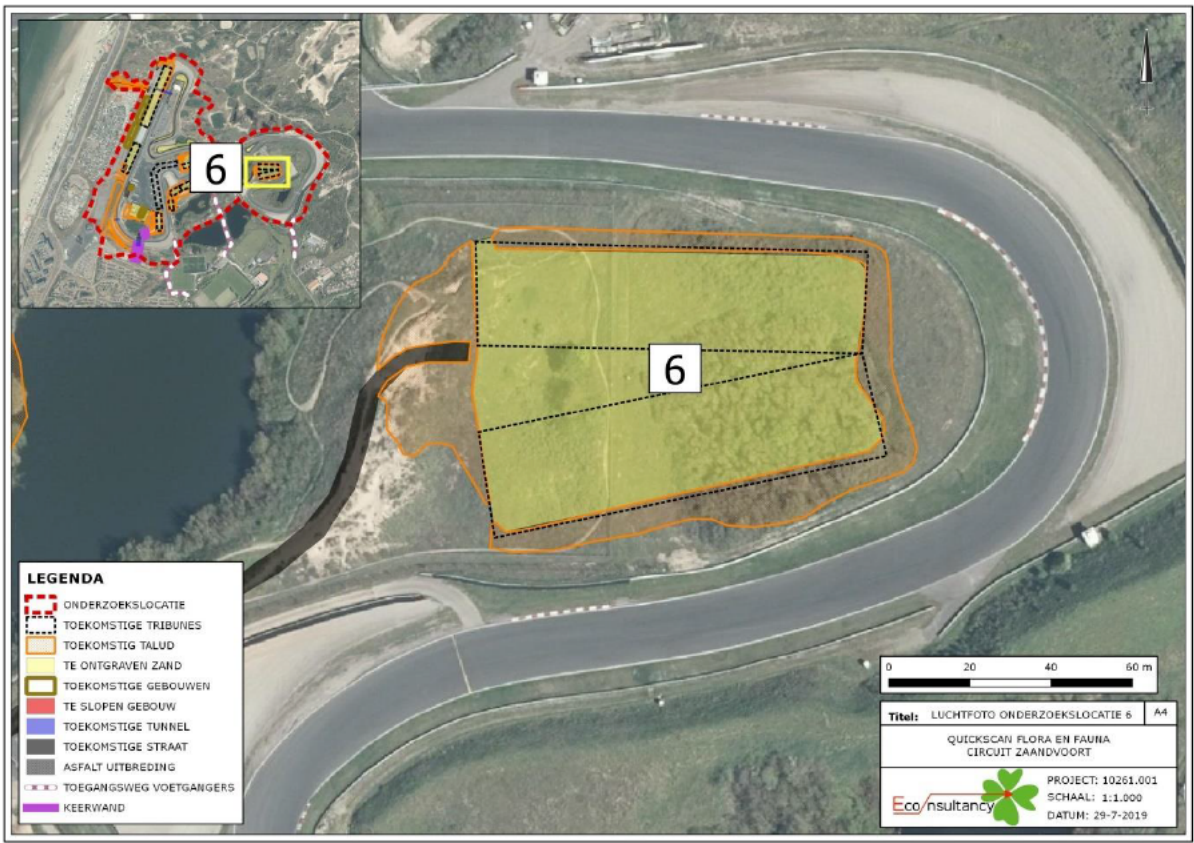 6
6
LEGENDA
ONDERZOEKSLOCATIE
TOEKOMSTIGE TRIBUNES
TOEKOMSTIG TALUD
TE ONTGRAVEN ZAND
TOEKOMSTIGE GEBOUWEN
TE SLOPEN GEBOUW
TOEKOMSTIGE TUNNEL
TOEKOMSTIGE STRAAT
ASFALT UITBREDING
TOEGANGSWEG VOETGANGERS
KEERWAND
0 20 40 60 m
Titel: LUCHTFOTO ONDERZOEKSLOCATIE 6 A4
QUICKSCAN FLORA EN FAUNA
CIRCUIT ZAANDVOORT
Econsultancy
PROJECT: 10261.001
SCHAAL: 1:1.000
DATUM: 29-7-2019